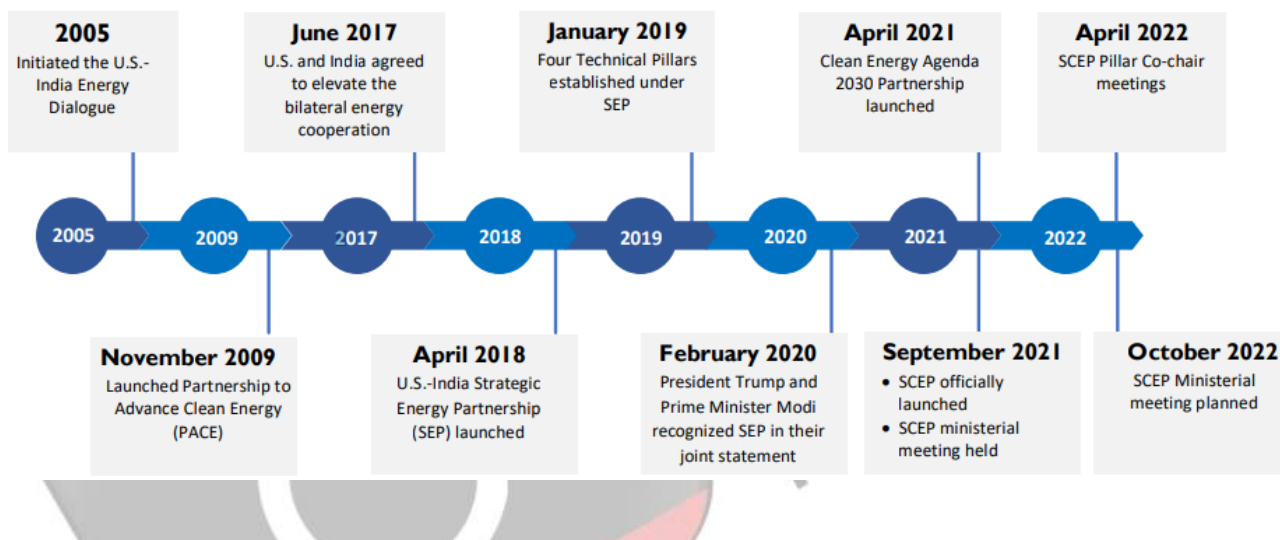 2005
Initiated the U.S.-
India Energy
Dialogue
June 2017
U.S. and India agreed
to elevate the
bilateral energy
cooperation
January 2019
Four Technical Pillars
established under
SEP
April 2021
Clean Energy Agenda
2030 Partnership
launched
April 2022
SCEP Pillar Co-chair
meetings
2005
2009
2017
2018
2019
2020
2021
2022
November 2009
Launched Partnership to
Advance Clean Energy
(PACE)
April 2018
U.S.-India Strategic
Energy Partnership
(SEP) launched
February 2020
President Trump and
Prime Minister Modi
recognized SEP in their
joint statement
September 2021
• SCEP officially
launched
• SCEP ministerial
meeting held
October 2022
SCEP Ministerial
meeting planned